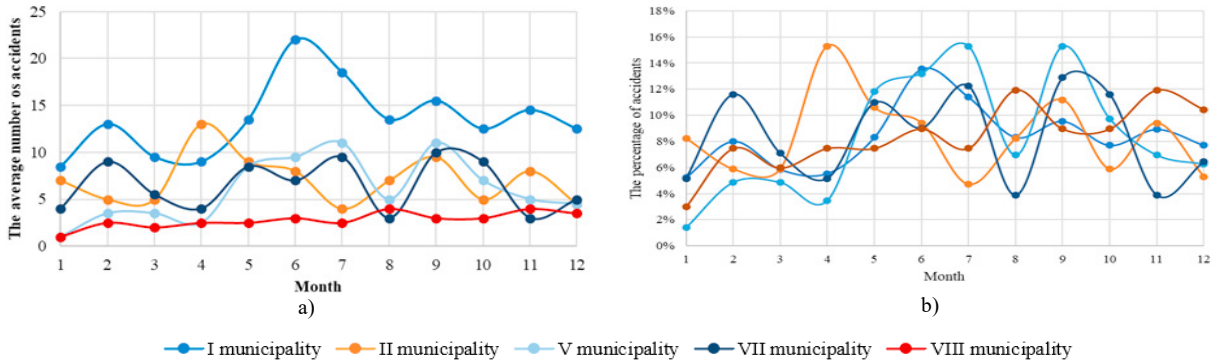 The average number os accidents
25
20
15
10
5
0
1 2 3 4 5 6 7 8 9 10 11 12
Month
a)
The percentage of accidents
18%
16%
14%
12%
10%
8%
6%
4%
2%
0%
1 2 3 4 5 6 7 8 9 10 11 12
Month
b)
I municipality II municipality V municipality VII municipality VIII municipality